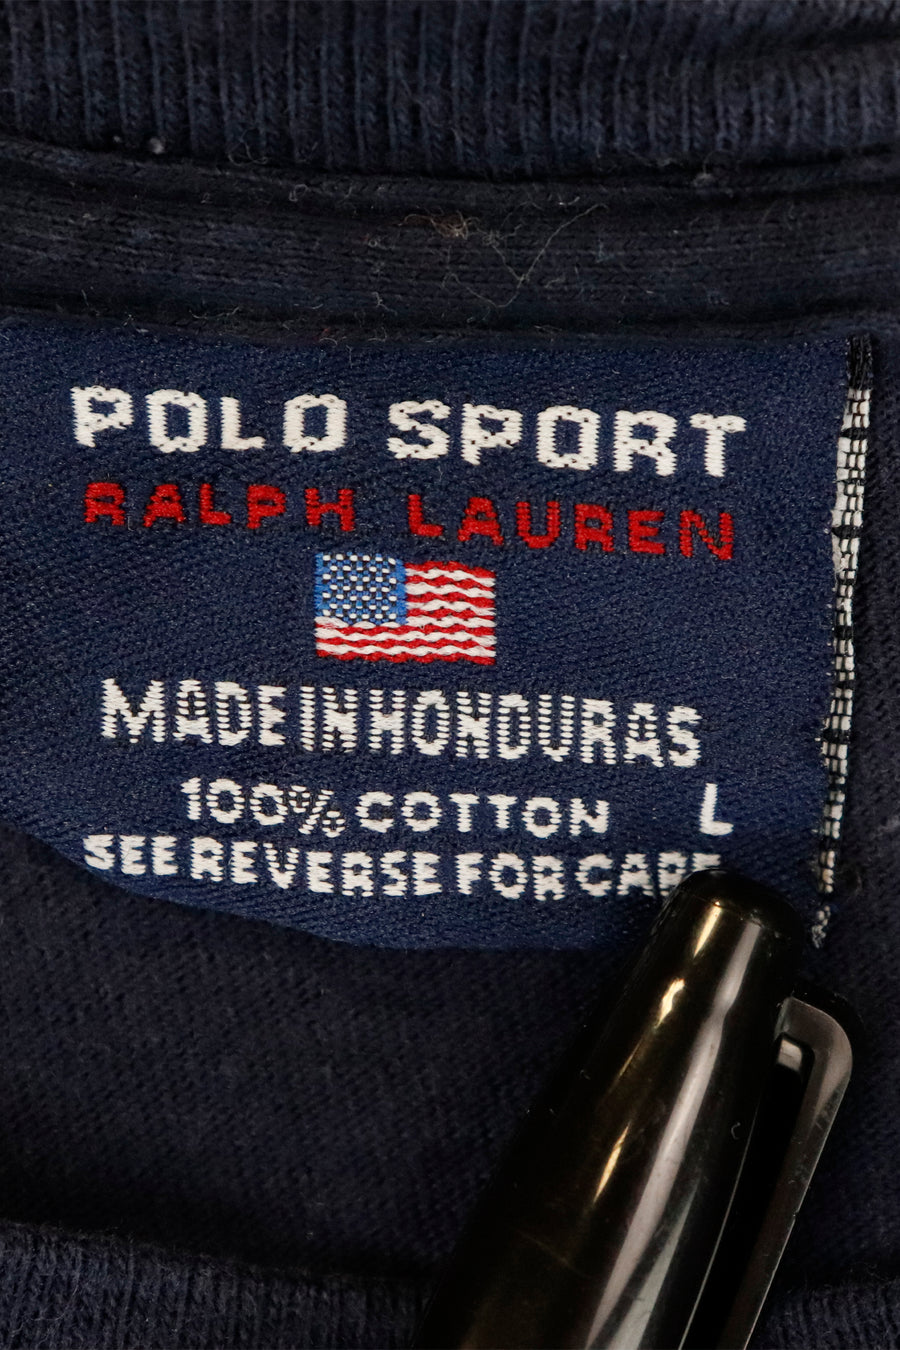 POLO SPORT
RALPH LAUREN
MADE IN HONDURAS
100% COTTON L
SEE REVERSE FOR CARE